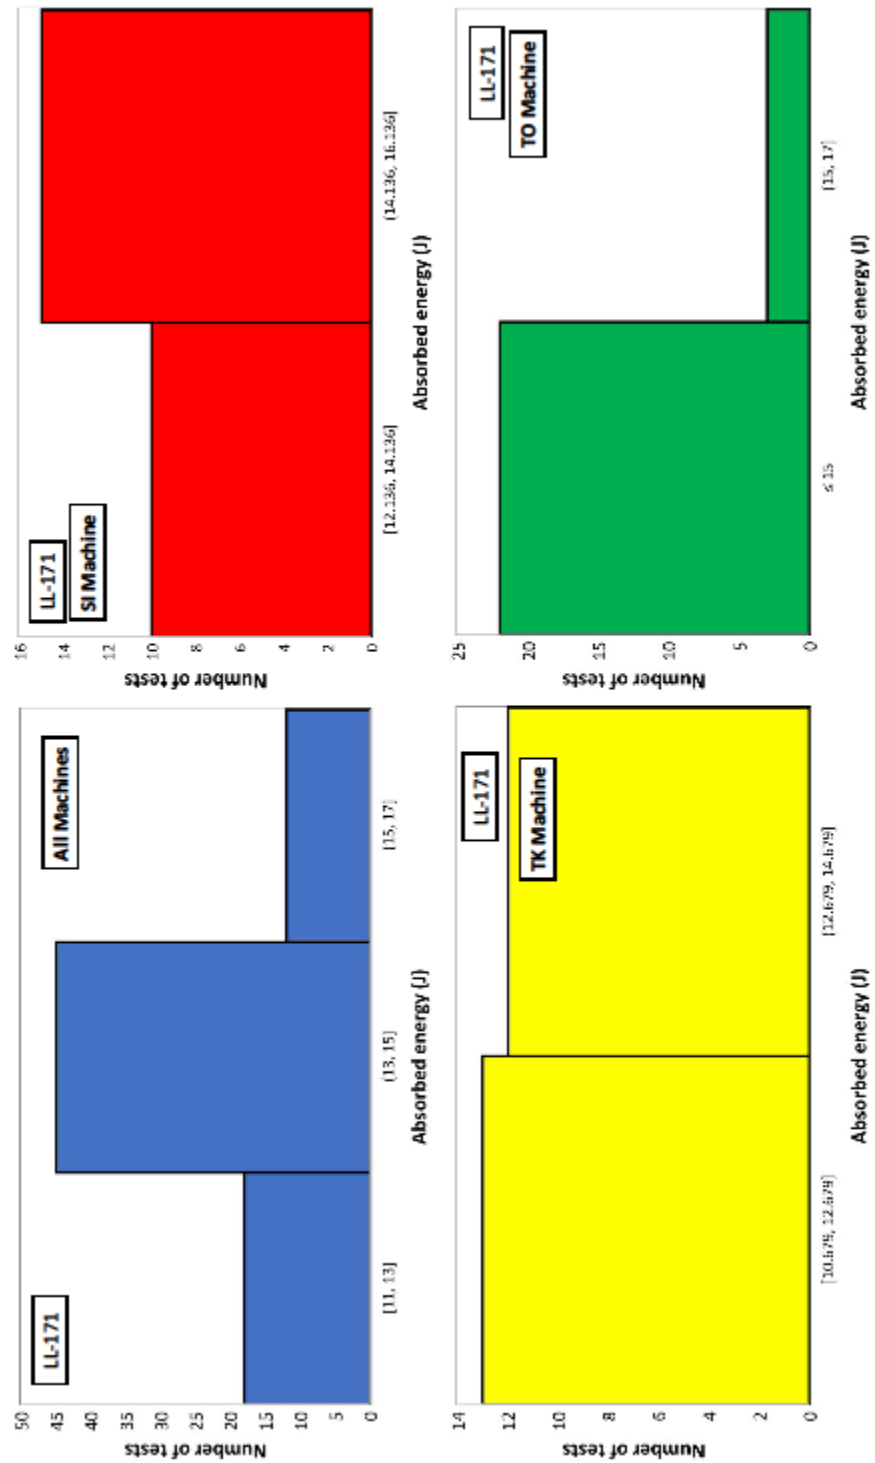 LL-171
All Machines
50
45
40
35
30
25
20
15
10
5
0
Number of tests
[11, 13]
(13, 15]
(15, 17]
Absorbed energy (J)
LL-171
SI Machine
16
14
12
10
8
6
4
2
0
Number of tests
[12.136, 14.136]
(14.136, 16.136]
Absorbed energy (J)
LL-171
TK Machine
14
12
10
8
6
4
2
0
Number of tests
[10.679, 12.679]
(12.679, 14.679]
Absorbed energy (J)
LL-171
TO Machine
25
20
15
10
5
0
Number of tests
≤ 15
(15, 17]
Absorbed energy (J)